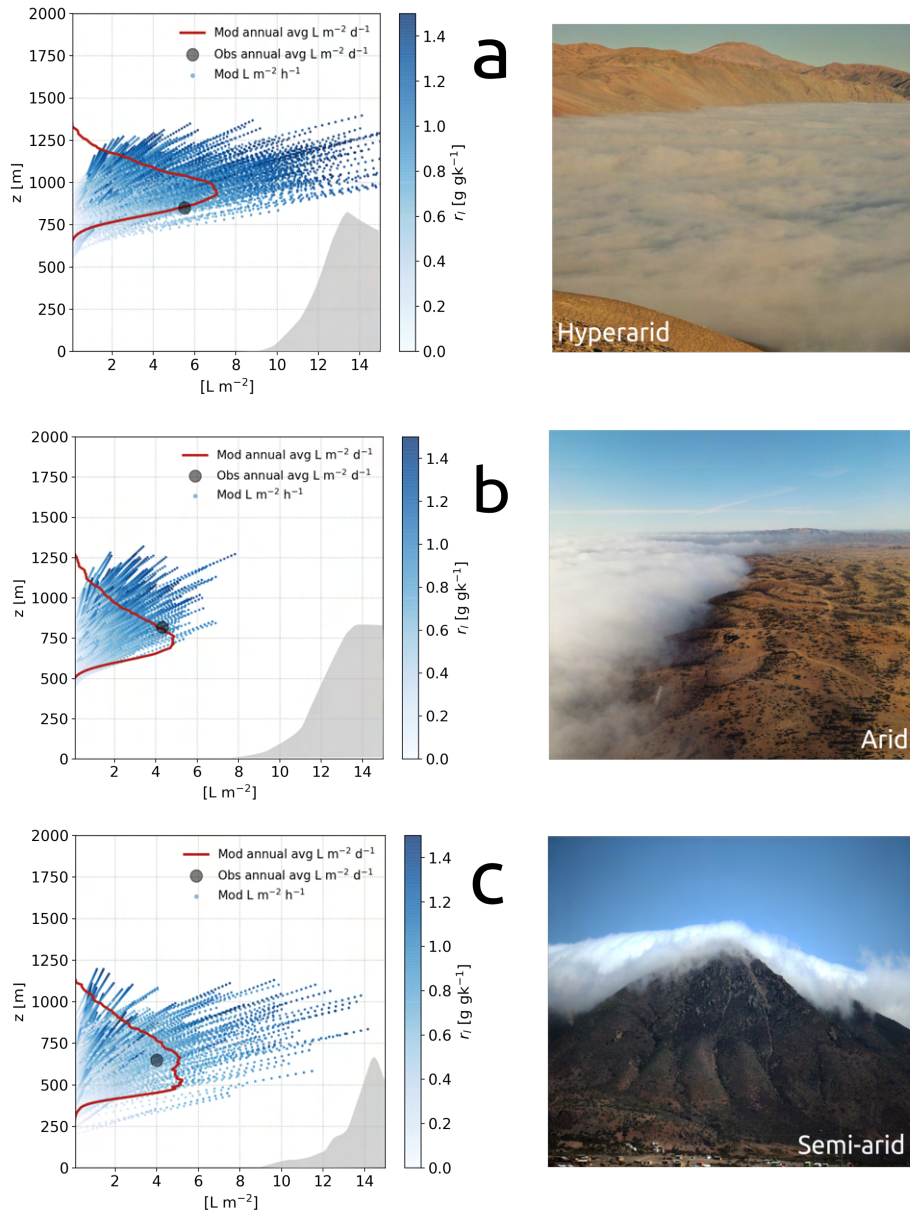 2000
1750
1500
1250
1000
750
500
250
0
z [m]
2 4 6 8 10 12 14
[L m⁻²]
Mod annual avg L m⁻² d⁻¹
Obs annual avg L m⁻² d⁻¹
Mod L m⁻² h⁻¹
1.4
1.2
1.0
0.8
0.6
0.4
0.2
0.0
rₗ [g gk⁻¹]
a
Hyperarid
2000
1750
1500
1250
1000
750
500
250
0
z [m]
2 4 6 8 10 12 14
[L m⁻²]
Mod annual avg L m⁻² d⁻¹
Obs annual avg L m⁻² d⁻¹
Mod L m⁻² h⁻¹
1.4
1.2
1.0
0.8
0.6
0.4
0.2
0.0
rₗ [g gk⁻¹]
b
Arid
2000
1750
1500
1250
1000
750
500
250
0
z [m]
2 4 6 8 10 12 14
[L m⁻²]
Mod annual avg L m⁻² d⁻¹
Obs annual avg L m⁻² d⁻¹
Mod L m⁻² h⁻¹
1.4
1.2
1.0
0.8
0.6
0.4
0.2
0.0
rₗ [g gk⁻¹]
c
Semi-arid